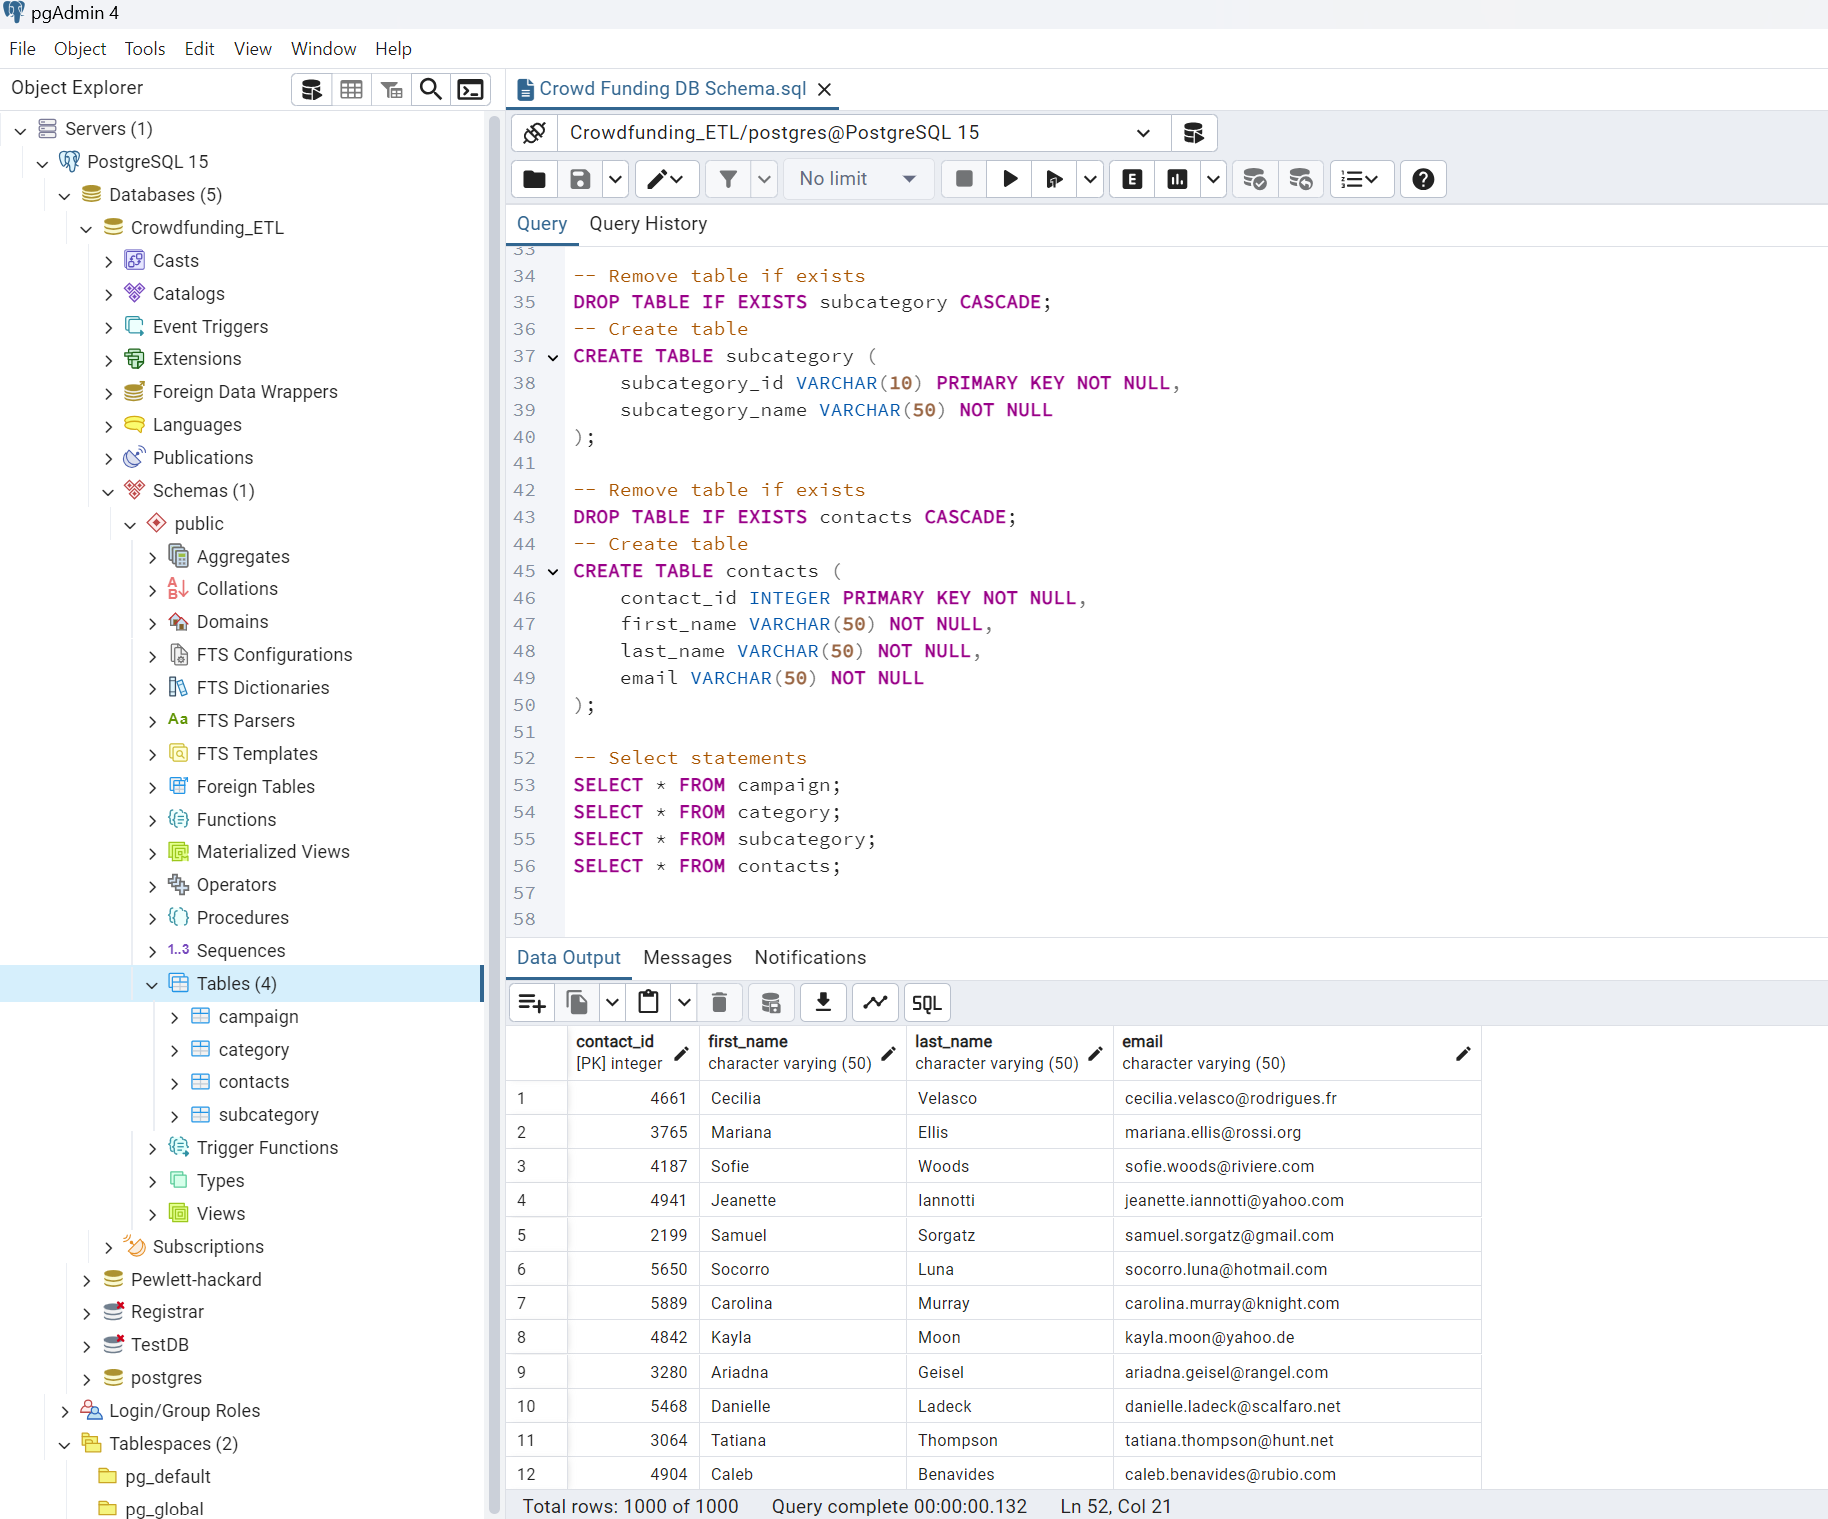 pgAdmin 4
File Object Tools Edit View Window Help
Object Explorer
Servers (1)
PostgreSQL 15
Databases (5)
Crowdfunding_ETL
Casts
Catalogs
Event Triggers
Extensions
Foreign Data Wrappers
Languages
Publications
Schemas (1)
public
Aggregates
Collations
Domains
FTS Configurations
FTS Dictionaries
Aa FTS Parsers
FTS Templates
Foreign Tables
Functions
Materialized Views
Operators
Procedures
1..3 Sequences
Tables (4)
campaign
category
contacts
subcategory
Trigger Functions
Types
Views
Subscriptions
Pewlett-hackard
Registrar
TestDB
postgres
Login/Group Roles
Tablespaces (2)
pg_default
pg_global
Crowd Funding DB Schema.sql
Crowdfunding_ETL/postgres@PostgreSQL 15
No limit
E
Query Query History
33
34 -- Remove table if exists
35 DROP TABLE IF EXISTS subcategory CASCADE;
36 -- Create table
37 CREATE TABLE subcategory (
38 subcategory_id VARCHAR(10) PRIMARY KEY NOT NULL,
39 subcategory_name VARCHAR(50) NOT NULL
40 );
41
42 -- Remove table if exists
43 DROP TABLE IF EXISTS contacts CASCADE;
44 -- Create table
45 CREATE TABLE contacts (
46 contact_id INTEGER PRIMARY KEY NOT NULL,
47 first_name VARCHAR(50) NOT NULL,
48 last_name VARCHAR(50) NOT NULL,
49 email VARCHAR(50) NOT NULL
50 );
51
52 -- Select statements
53 SELECT * FROM campaign;
54 SELECT * FROM category;
55 SELECT * FROM subcategory;
56 SELECT * FROM contacts;
57
58
Data Output Messages Notifications
SQL
contact_id first_name last_name email
[PK] integer character varying (50) character varying (50) character varying (50)
1 4661 Cecilia Velasco cecilia.velasco@rodrigues.fr
2 3765 Mariana Ellis mariana.ellis@rossi.org
3 4187 Sofie Woods sofie.woods@riviere.com
4 4941 Jeanette Iannotti jeanette.iannotti@yahoo.com
5 2199 Samuel Sorgatz samuel.sorgatz@gmail.com
6 5650 Socorro Luna socorro.luna@hotmail.com
7 5889 Carolina Murray carolina.murray@knight.com
8 4842 Kayla Moon kayla.moon@yahoo.de
9 3280 Ariadna Geisel ariadna.geisel@rangel.com
10 5468 Danielle Ladeck danielle.ladeck@scalfaro.net
11 3064 Tatiana Thompson tatiana.thompson@hunt.net
12 4904 Caleb Benavides caleb.benavides@rubio.com
Total rows: 1000 of 1000 Query complete 00:00:00.132 Ln 52, Col 21